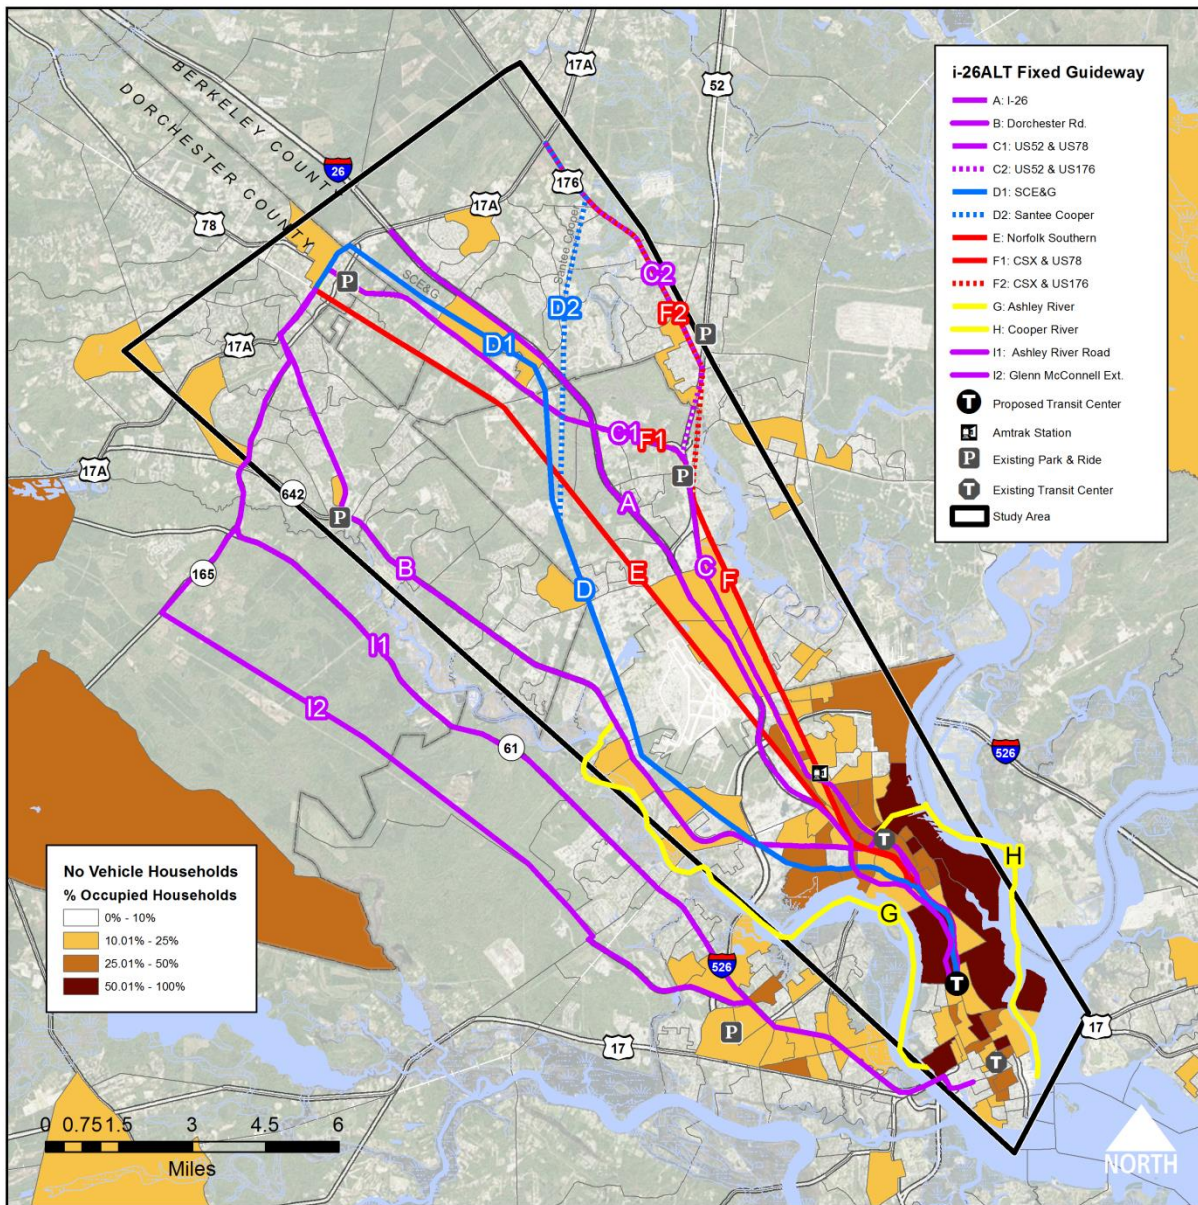 BERKELEY COUNTY
DORCHESTER COUNTY
26
17A
52
176
78
17A
17A
17A
SCE&G
Santee Cooper
C2
F2
D2
D1
C1
F1
A
642
165
B
C
F
E
D
I1
I2
61
526
H
G
526
17
17
P
P
P
P
P
T
T
T
i-26ALT Fixed Guideway
A: I-26
B: Dorchester Rd.
C1: US52 & US78
C2: US52 & US176
D1: SCE&G
D2: Santee Cooper
E: Norfolk Southern
F1: CSX & US78
F2: CSX & US176
G: Ashley River
H: Cooper River
I1: Ashley River Road
I2: Glenn McConnell Ext.
T Proposed Transit Center
Amtrak Station
P Existing Park & Ride
T Existing Transit Center
Study Area
No Vehicle Households
% Occupied Households
0% - 10%
10.01% - 25%
25.01% - 50%
50.01% - 100%
0 0.75 1.5 3 4.5 6
Miles
NORTH